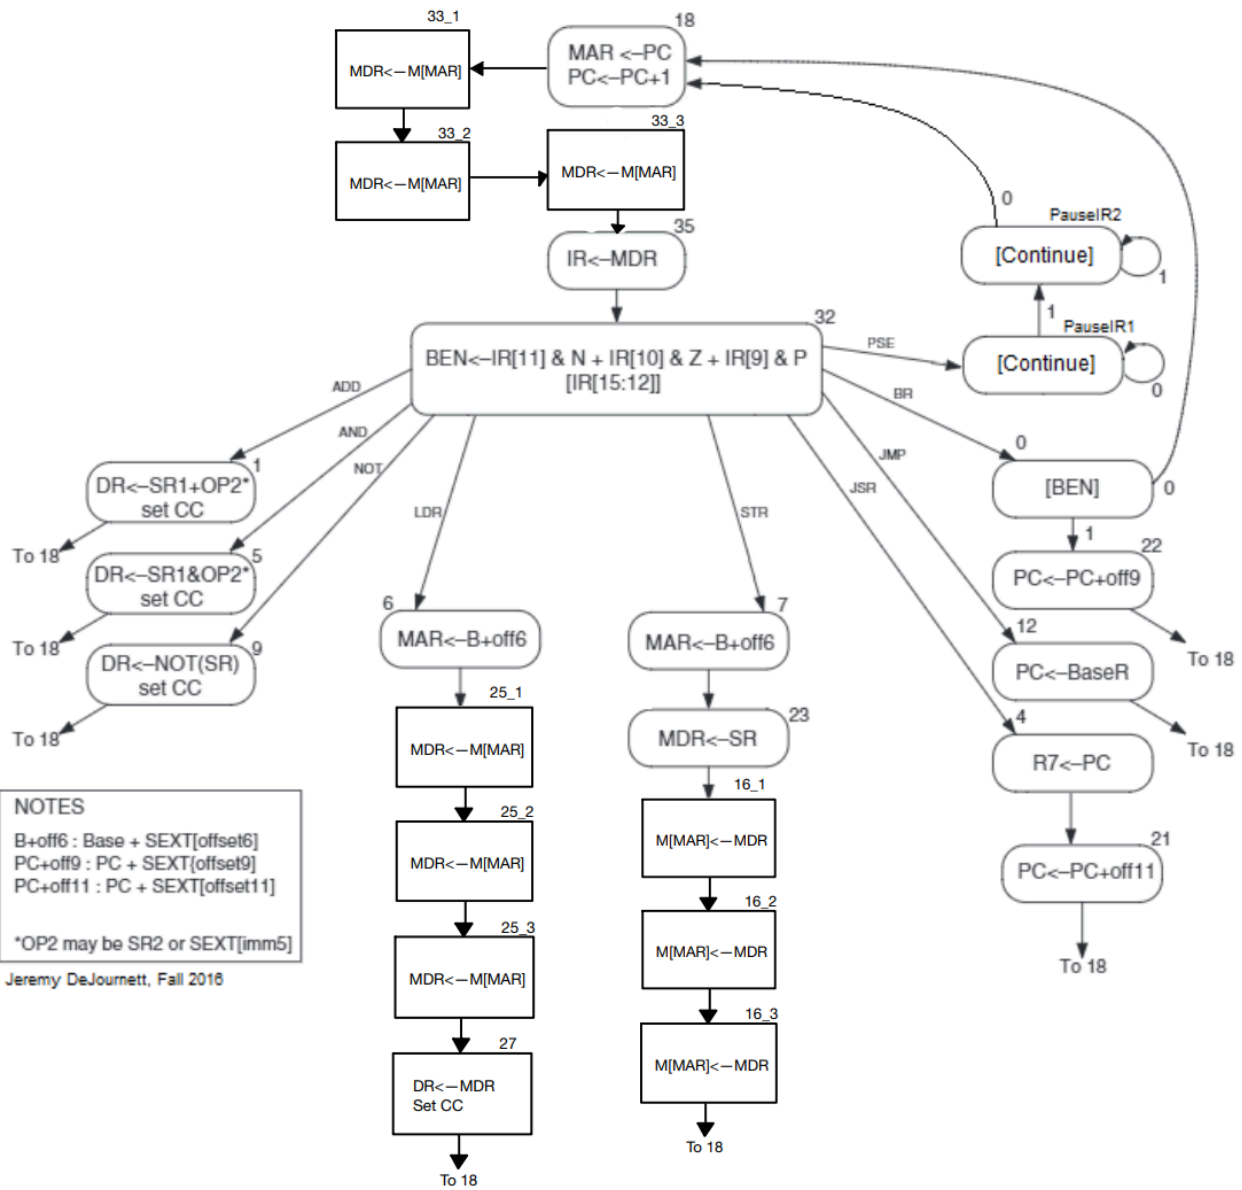 33_1
18
MAR <–PC
PC<–PC+1
MDR<—M[MAR]
33_2
33_3
MDR<—M[MAR]
MDR<—M[MAR]
0
PauseIR2
[Continue]
1
35
IR<–MDR
1
PauseIR1
[Continue]
0
32
BEN<–IR[11] & N + IR[10] & Z + IR[9] & P
[IR[15:12]]
PSE
BR
ADD
AND
NOT
LDR
STR
JSR
JMP
1
DR<–SR1+OP2*
set CC
To 18
5
DR<–SR1&OP2*
set CC
To 18
9
DR<–NOT(SR)
set CC
To 18
0
[BEN]
0
1
22
PC<–PC+off9
To 18
12
PC<–BaseR
To 18
4
R7<–PC
21
PC<–PC+off11
To 18
6
MAR<–B+off6
25_1
MDR<—M[MAR]
25_2
MDR<—M[MAR]
25_3
MDR<—M[MAR]
27
DR<—MDR
Set CC
To 18
7
MAR<–B+off6
23
MDR<–SR
16_1
M[MAR]<—MDR
16_2
M[MAR]<—MDR
16_3
M[MAR]<—MDR
To 18
NOTES
B+off6 : Base + SEXT[offset6]
PC+off9 : PC + SEXT{offset9]
PC+off11 : PC + SEXT[offset11]
*OP2 may be SR2 or SEXT[imm5]
Jeremy DeJournett, Fall 2016